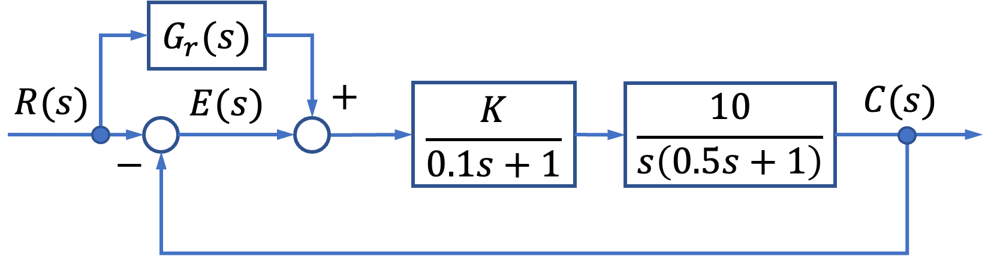 G_r(s)
R(s)
E(s)
+
−
K
0.1s + 1
10
s(0.5s + 1)
C(s)